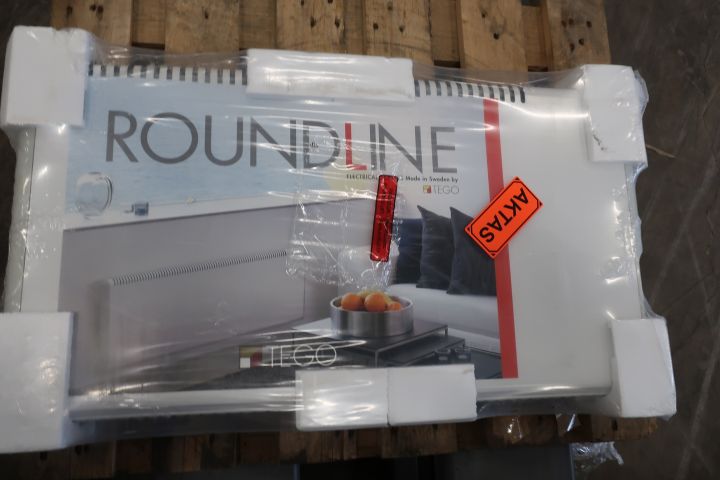 ROUNDLINE
ELECTRICAL Made in Sweden by
TEGO
AKTAS
TEGO